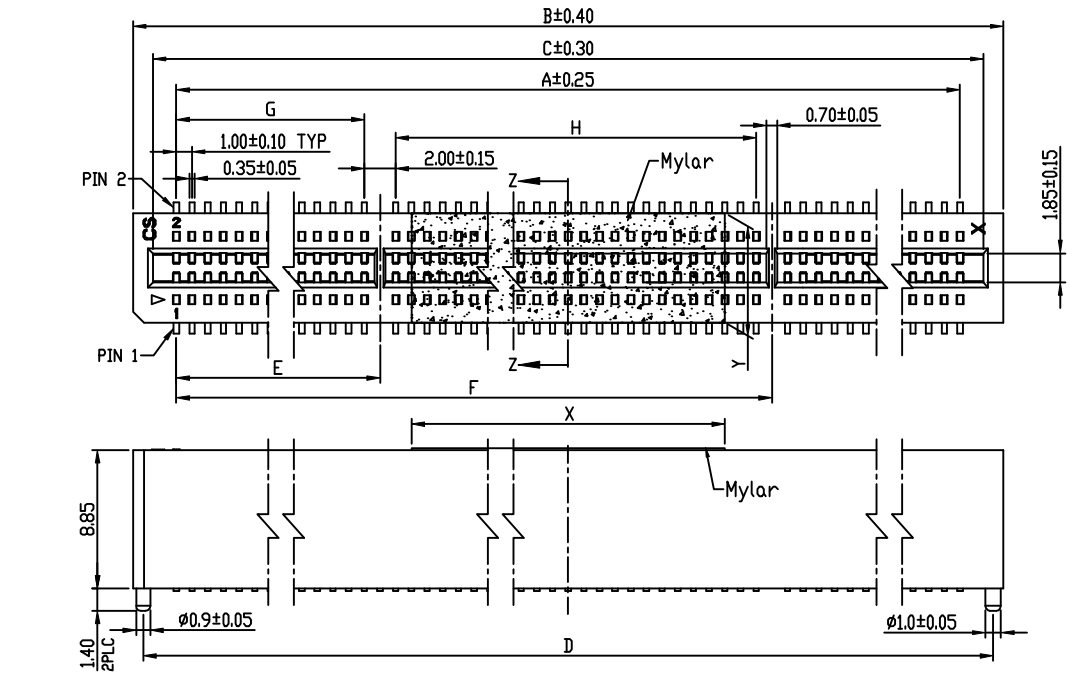 B±0.40
C±0.30
A±0.25
G
H
0.70±0.05
1.00±0.10 TYP
2.00±0.15
0.35±0.05
Mylar
PIN 2
Z
1.85±0.15
CS
2
X
1
PIN 1
Z
Y
E
F
X
Mylar
8.85
ø0.9±0.05
ø1.0±0.05
1.40
2PLC
D